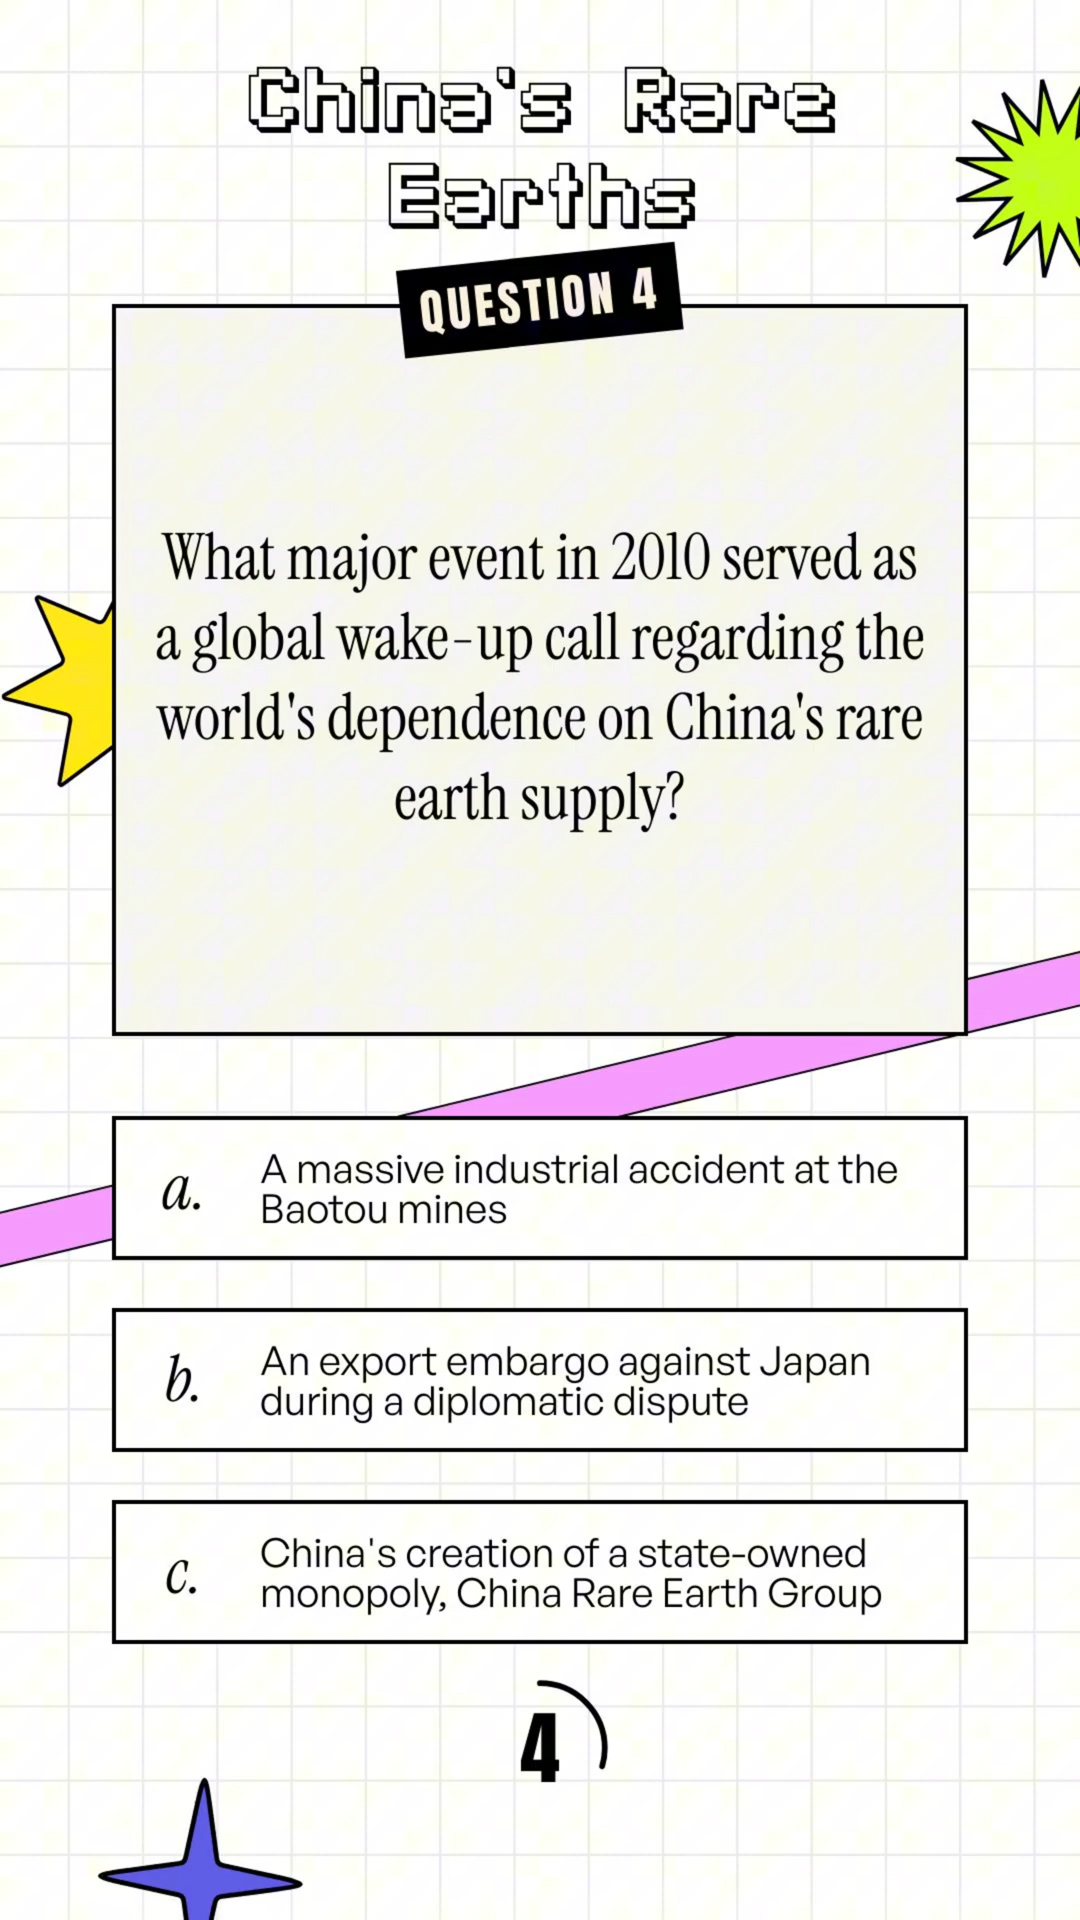 China's Rare
Earths
QUESTION 4
What major event in 2010 served as
a global wake-up call regarding the
world's dependence on China's rare
earth supply?
a. A massive industrial accident at the
Baotou mines
b. An export embargo against Japan
during a diplomatic dispute
c. China's creation of a state-owned
monopoly, China Rare Earth Group
4